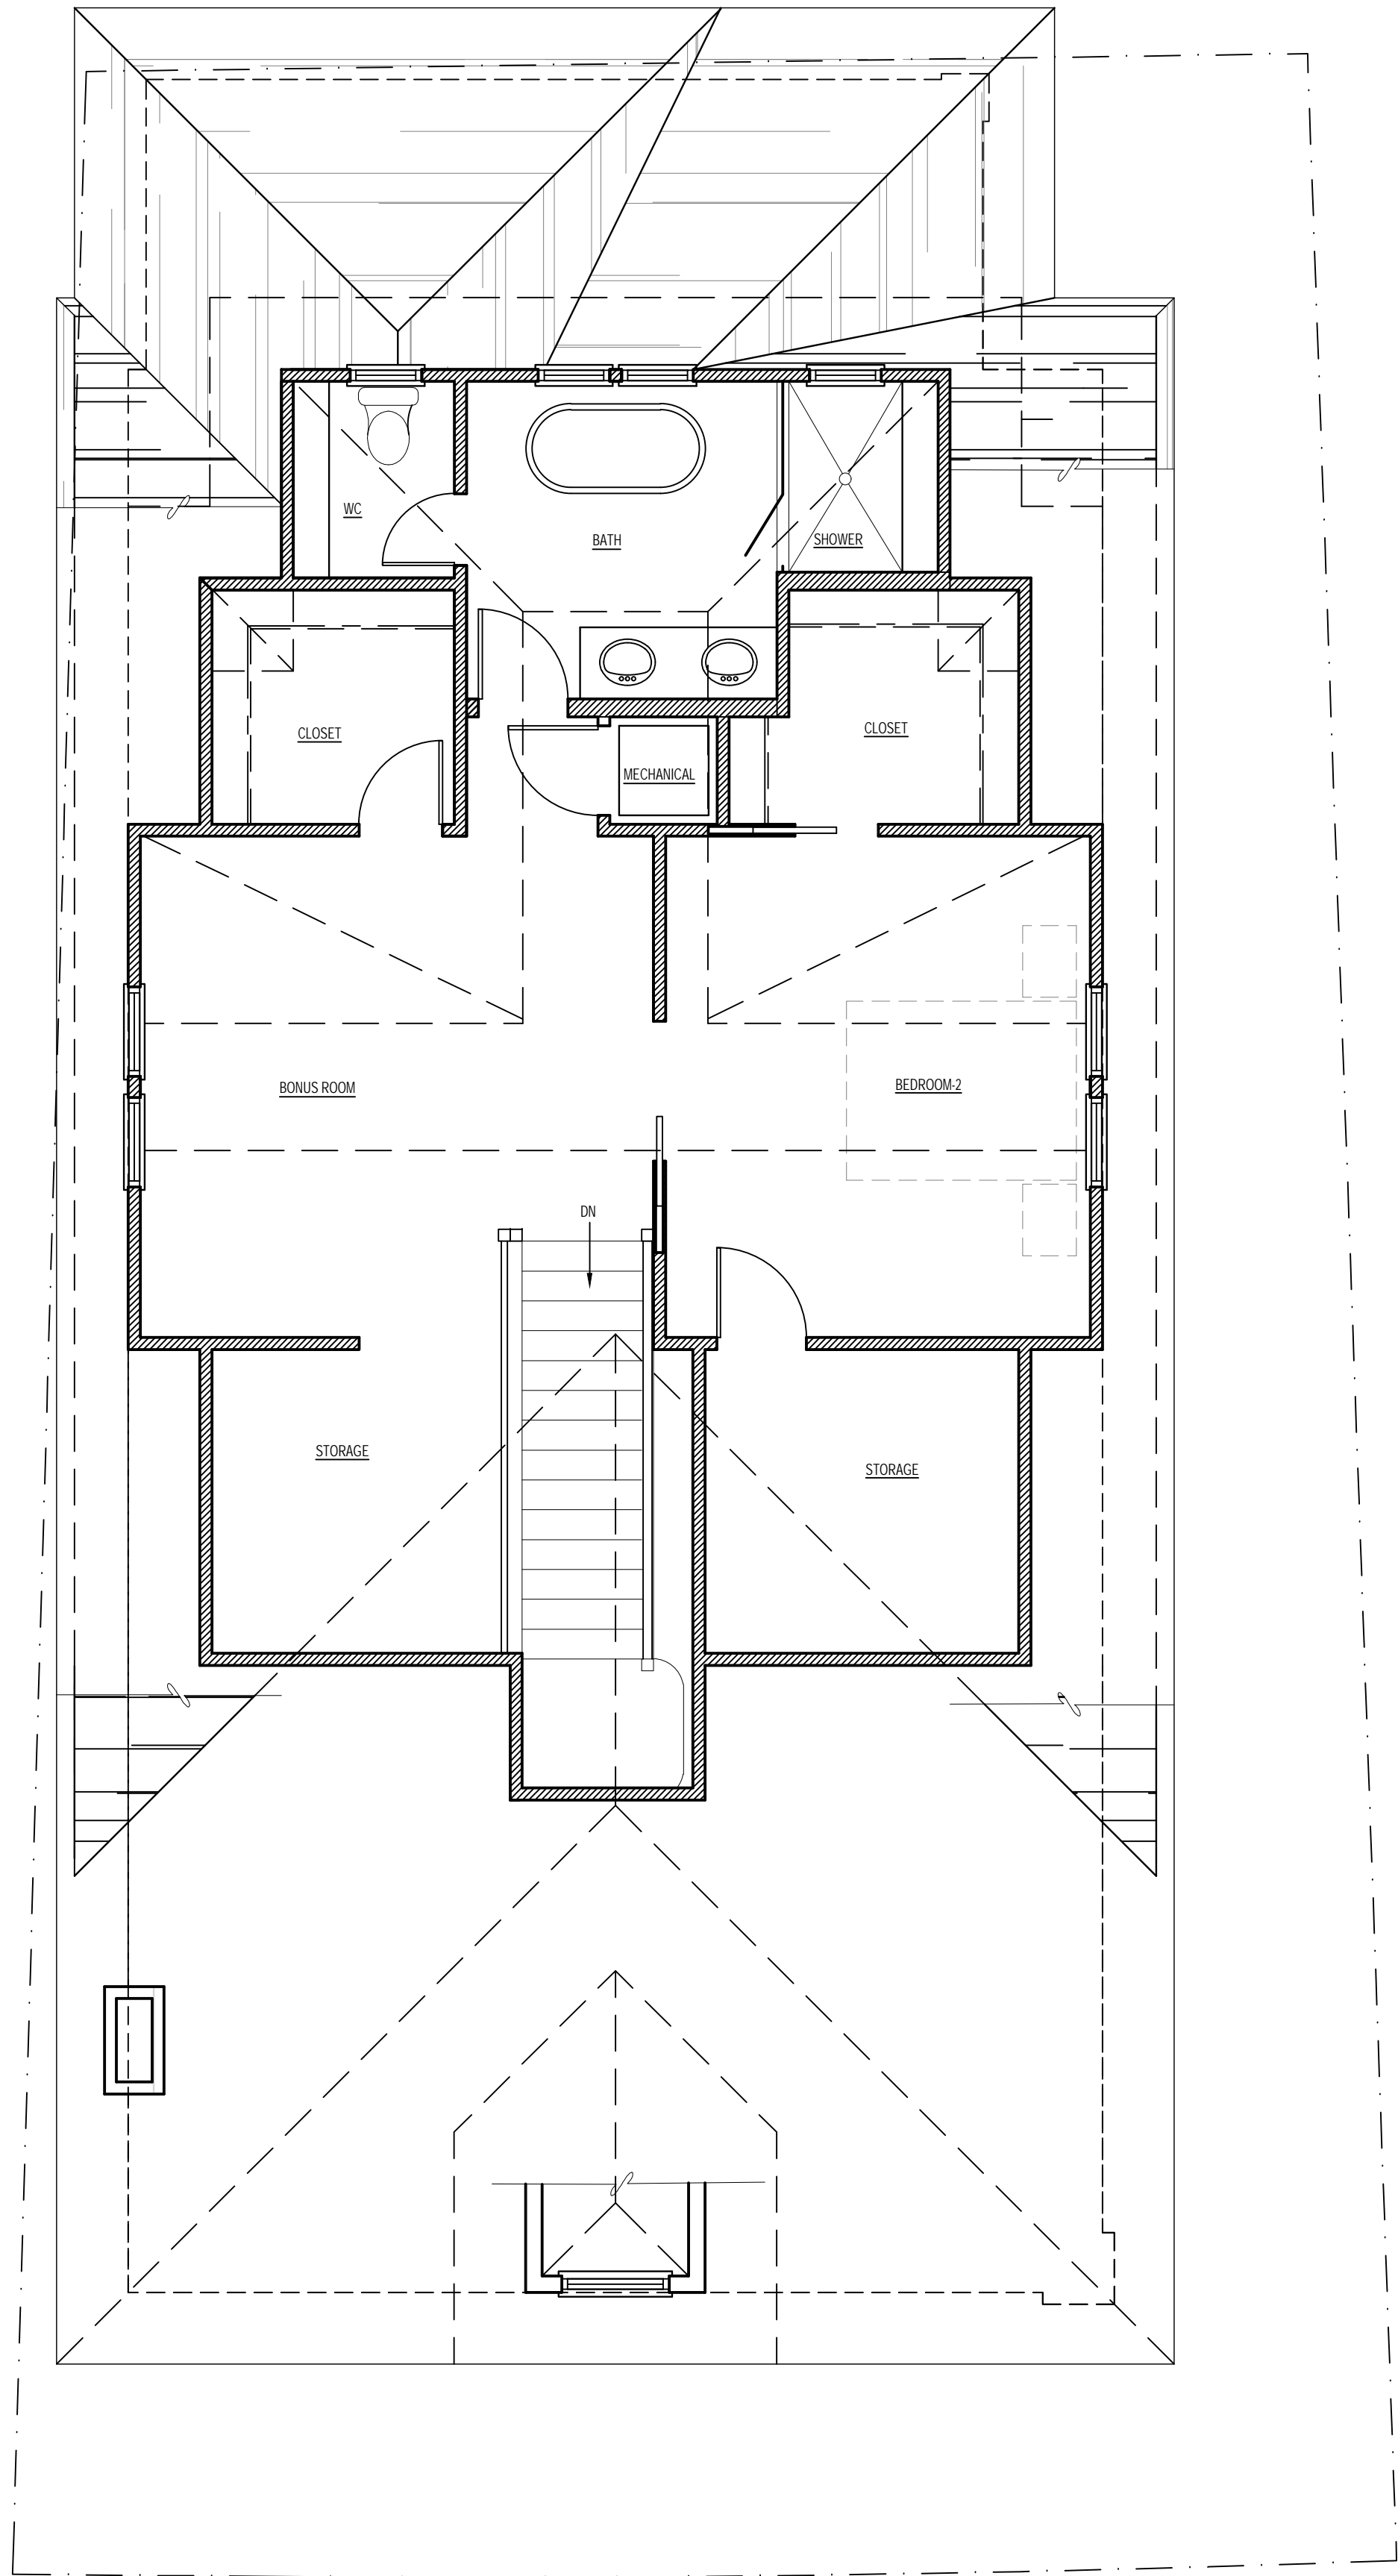 WC
BATH
SHOWER
CLOSET
CLOSET
MECHANICAL
BONUS ROOM
BEDROOM-2
DN
STORAGE
STORAGE